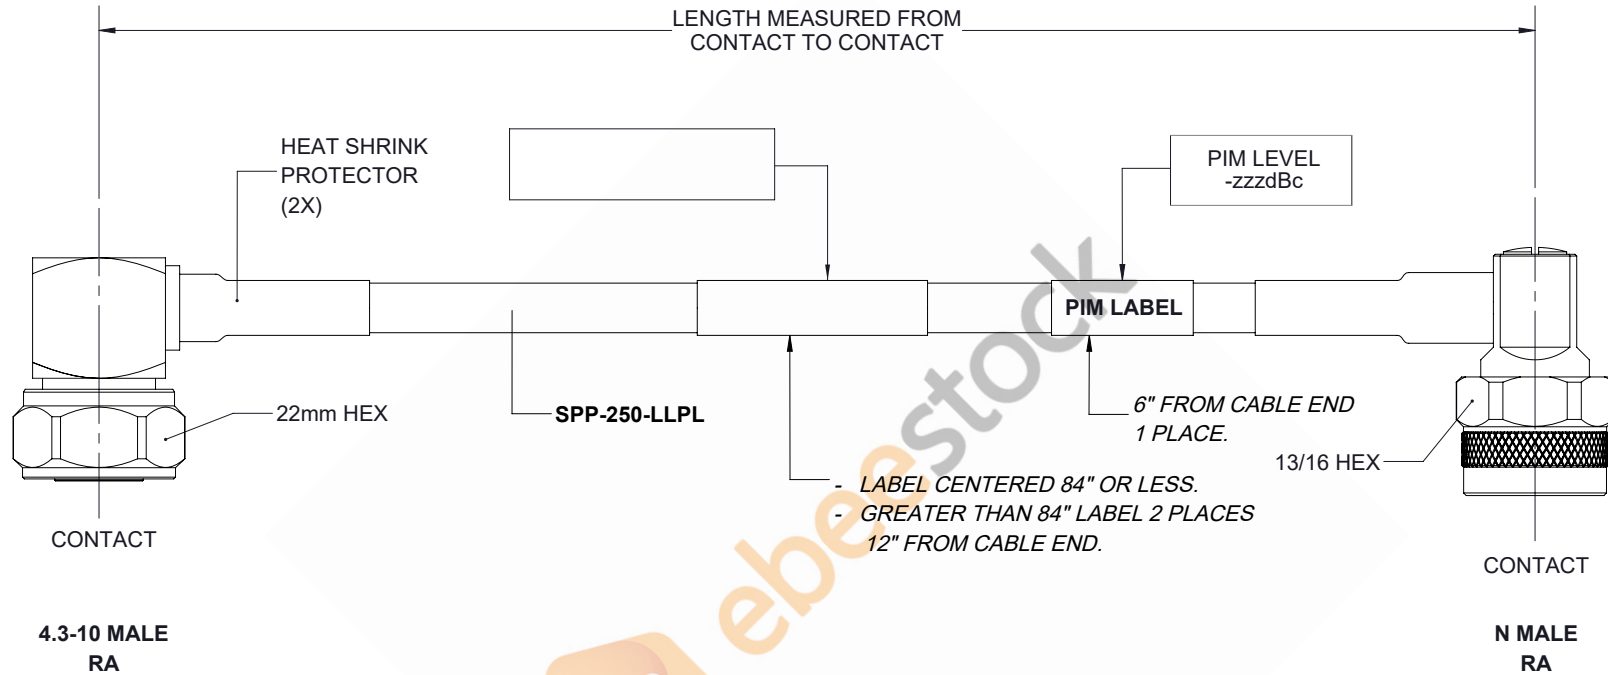 LENGTH MEASURED FROM
CONTACT TO CONTACT
HEAT SHRINK
PROTECTOR
(2X)
PIM LEVEL
-zzzdBc
PIM LABEL
22mm HEX
SPP-250-LLPL
6" FROM CABLE END
1 PLACE.
13/16 HEX
- LABEL CENTERED 84" OR LESS.
- GREATER THAN 84" LABEL 2 PLACES
12" FROM CABLE END.
CONTACT
CONTACT
4.3-10 MALE
RA
N MALE
RA
ebeestock